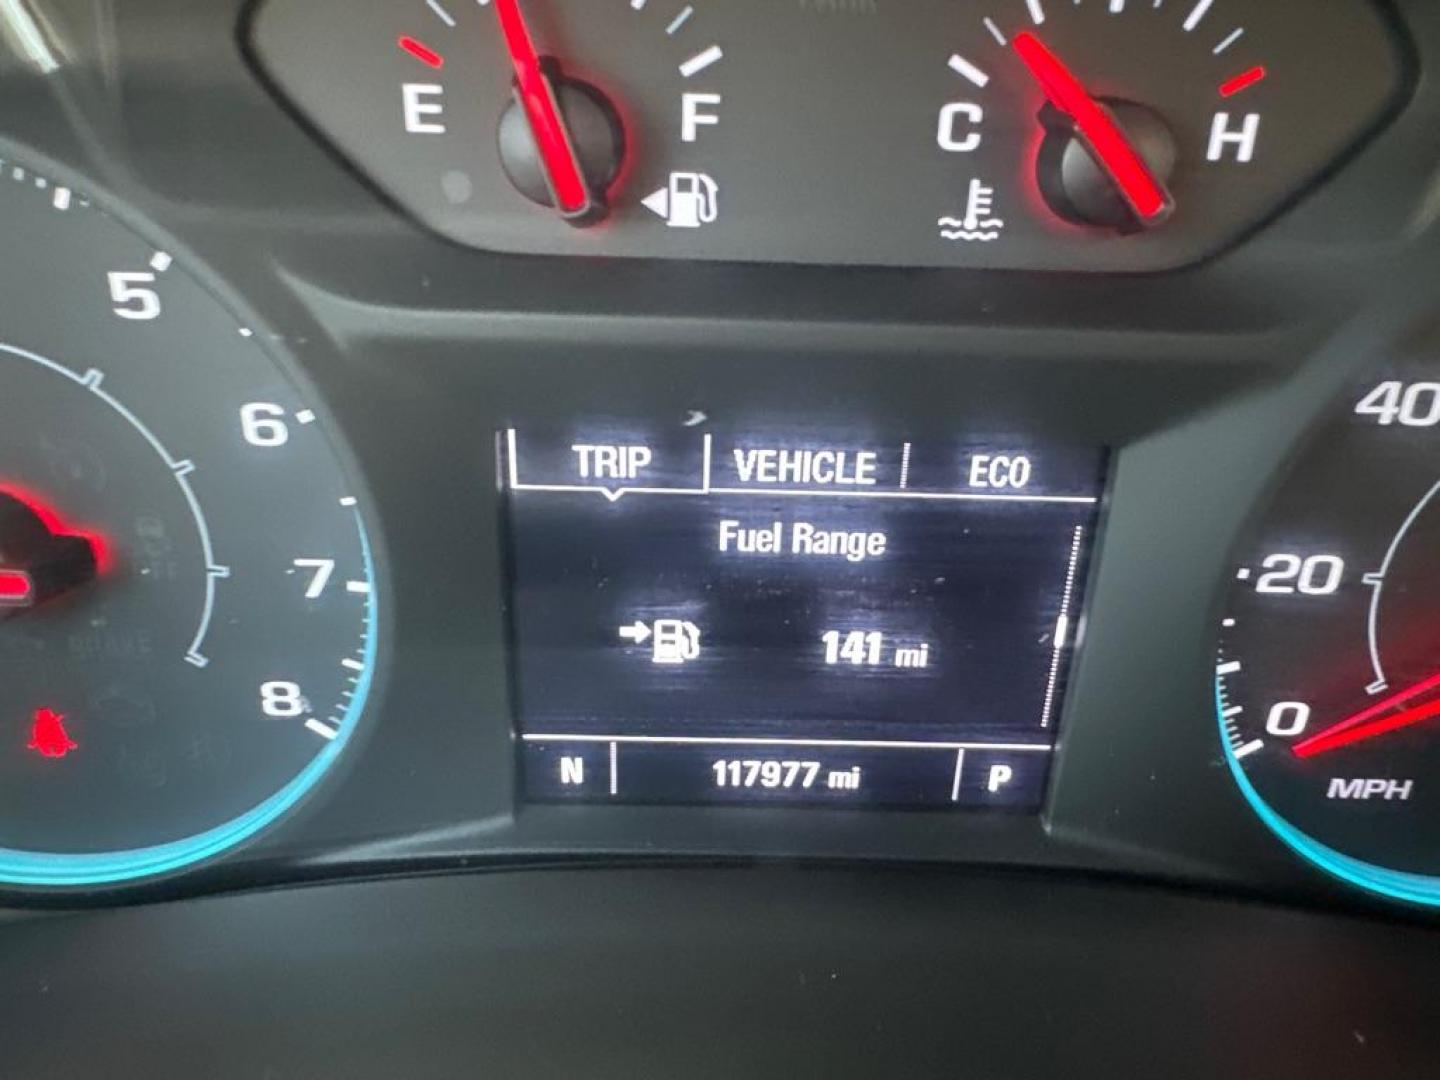 E F
C H
5
6
7
8
TRIP VEHICLE ECO
Fuel Range
141 mi
N 117977 mi P
40
20
0
MPH